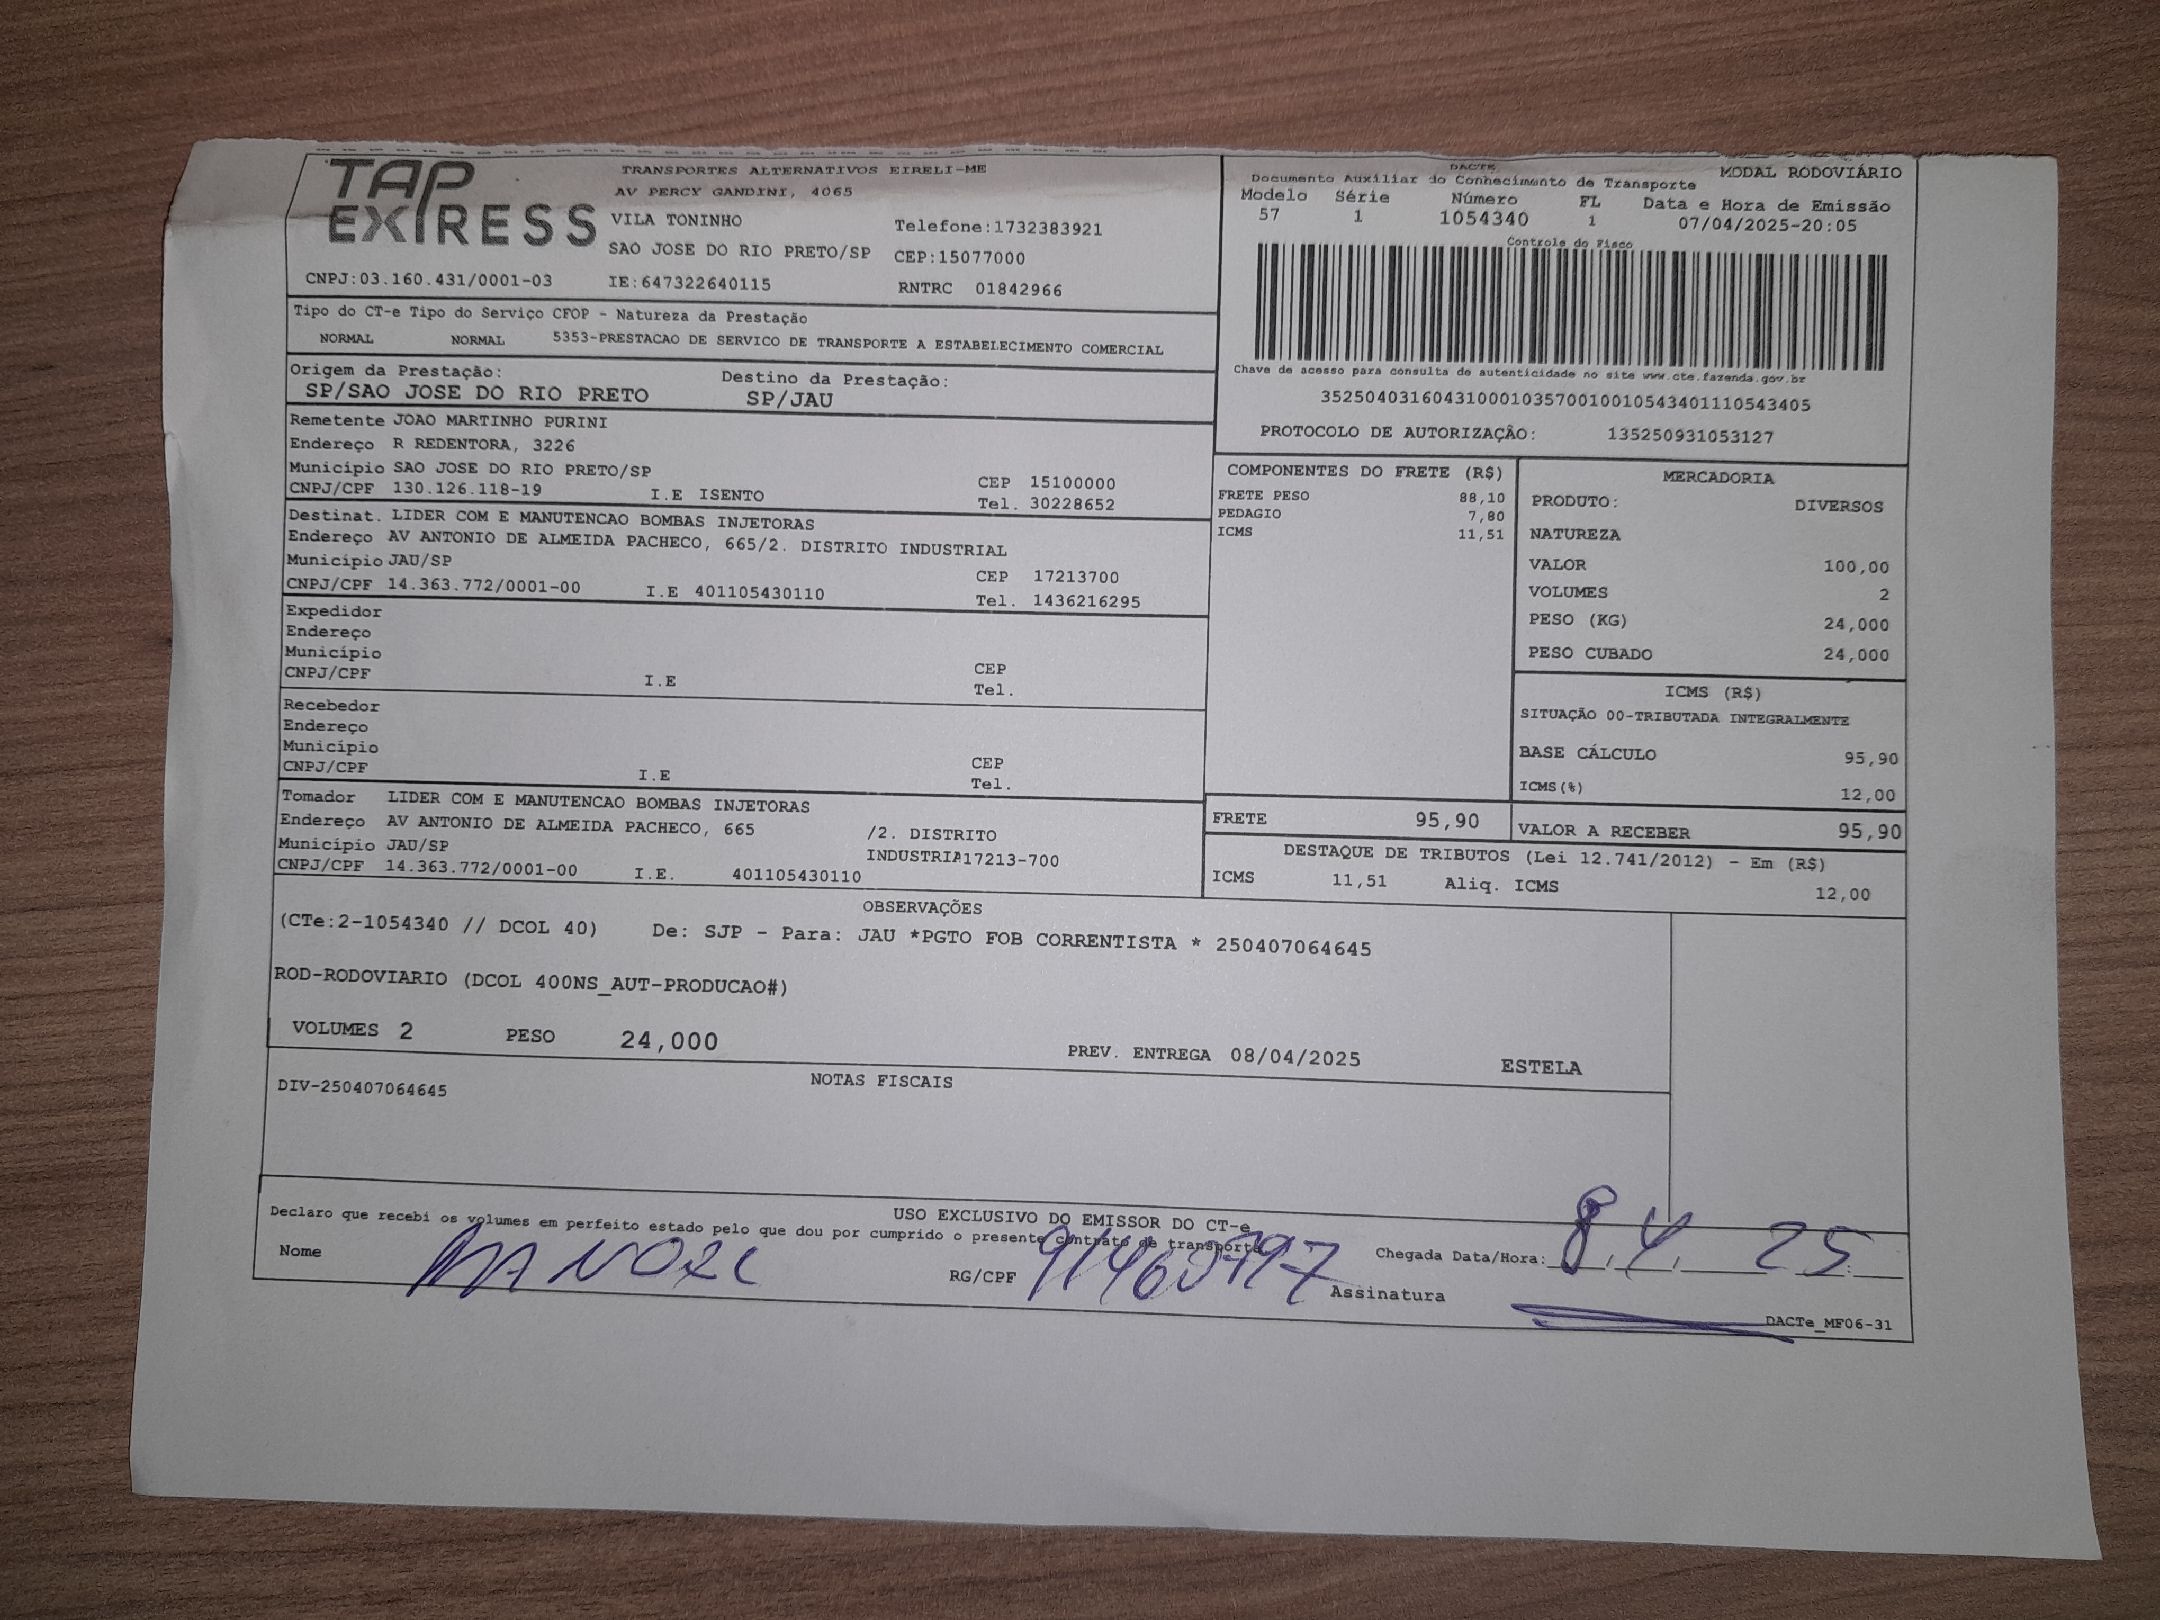 TAP EXPRESS
TRANSPORTES ALTERNATIVOS EIRELI-ME
AV PERCY GANDINI, 4065
VILA TONINHO Telefone:1732383921
SAO JOSE DO RIO PRETO/SP CEP:15077000
CNPJ:03.160.431/0001-03 IE:647322640115 RNTRC 01842966
DACTE MODAL RODOVIÁRIO
Documento Auxiliar do Conhecimento de Transporte
Modelo Série Número FL Data e Hora de Emissão
57 1 1054340 1 07/04/2025-20:05
Controle do Fisco
Chave de acesso para consulta de autenticidade no site www.cte.fazenda.gov.br
35250403160431000103570010010543401110543405
PROTOCOLO DE AUTORIZAÇÃO: 135250931053127
Tipo do CT-e Tipo do Serviço CFOP - Natureza da Prestação
NORMAL NORMAL 5353-PRESTACAO DE SERVICO DE TRANSPORTE A ESTABELECIMENTO COMERCIAL
Origem da Prestação: Destino da Prestação:
SP/SAO JOSE DO RIO PRETO SP/JAU
Remetente JOAO MARTINHO PURINI
Endereço R REDENTORA, 3226
Município SAO JOSE DO RIO PRETO/SP CEP 15100000
CNPJ/CPF 130.126.118-19 I.E ISENTO Tel. 30228652
Destinat. LIDER COM E MANUTENCAO BOMBAS INJETORAS
Endereço AV ANTONIO DE ALMEIDA PACHECO, 665/2. DISTRITO INDUSTRIAL
Município JAU/SP CEP 17213700
CNPJ/CPF 14.363.772/0001-00 I.E 401105430110 Tel. 1436216295
Expedidor
Endereço
Município CEP
CNPJ/CPF I.E Tel.
Recebedor
Endereço
Município CEP
CNPJ/CPF I.E Tel.
Tomador LIDER COM E MANUTENCAO BOMBAS INJETORAS
Endereço AV ANTONIO DE ALMEIDA PACHECO, 665 /2. DISTRITO
Município JAU/SP INDUSTRIA17213-700
CNPJ/CPF 14.363.772/0001-00 I.E. 401105430110
COMPONENTES DO FRETE (R$)
FRETE PESO 88,10
PEDAGIO 7,80
ICMS 11,51
MERCADORIA
PRODUTO: DIVERSOS
NATUREZA
VALOR 100,00
VOLUMES 2
PESO (KG) 24,000
PESO CUBADO 24,000
ICMS (R$)
SITUAÇÃO 00-TRIBUTADA INTEGRALMENTE
BASE CÁLCULO 95,90
ICMS(%) 12,00
FRETE 95,90 VALOR A RECEBER 95,90
DESTAQUE DE TRIBUTOS (Lei 12.741/2012) - Em (R$)
ICMS 11,51 Aliq. ICMS 12,00
OBSERVAÇÕES
(CTe:2-1054340 // DCOL 40) De: SJP - Para: JAU *PGTO FOB CORRENTISTA * 250407064645
ROD-RODOVIARIO (DCOL 400NS_AUT-PRODUCAO#)
VOLUMES 2 PESO 24,000 PREV. ENTREGA 08/04/2025 ESTELA
NOTAS FISCAIS
DIV-250407064645
USO EXCLUSIVO DO EMISSOR DO CT-e
Declaro que recebi os volumes em perfeito estado pelo que dou por cumprido o presente contrato de transporte
Nome RG/CPF Chegada Data/Hora: 8.4.25
Assinatura
DACTe_MF06-31